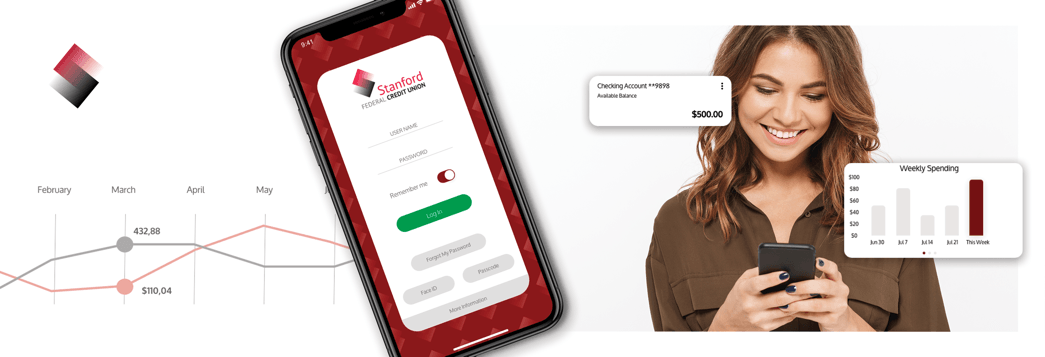 February
March
April
May
432,88
$110,04
9:41
Stanford
FEDERAL CREDIT UNION
USER NAME
PASSWORD
Remember me
Log In
Forgot My Password
Face ID
Passcode
More Information
Checking Account **9898
Available Balance
$500.00
Weekly Spending
$100
$80
$60
$40
$20
$0
Jun 30
Jul 7
Jul 14
Jul 21
This Week